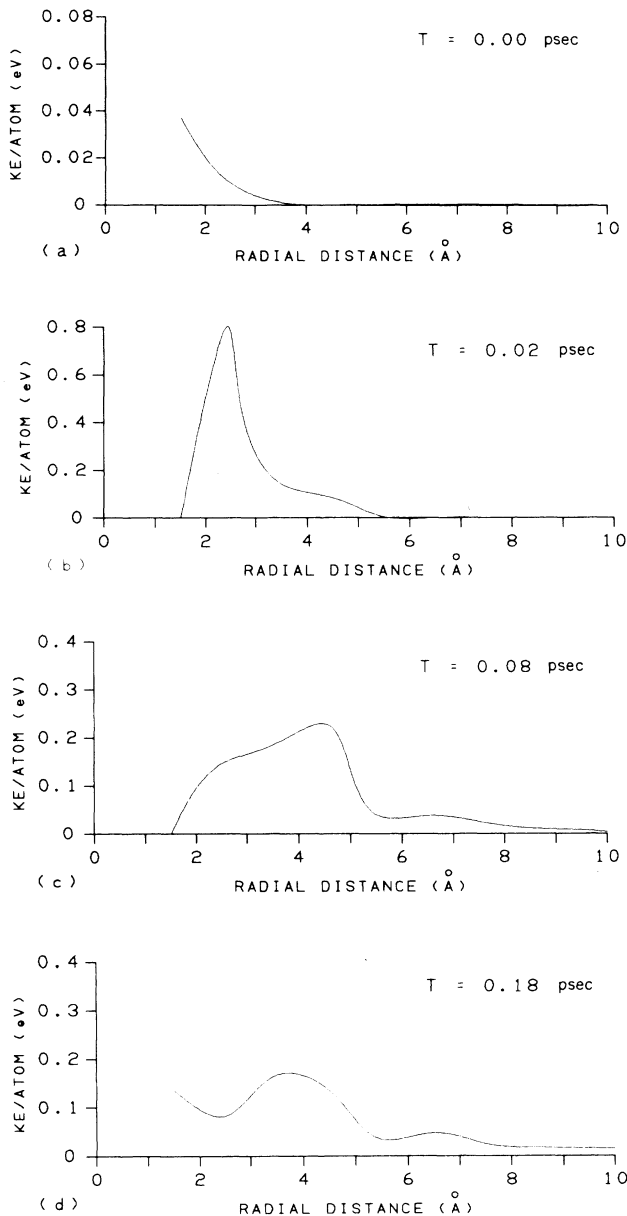 0.08
0.06
0.04
0.02
0
KE/ATOM (eV)
T = 0.00 psec
2 4 6 8 10
(a) RADIAL DISTANCE (Å)
0.8
0.6
0.4
0.2
0
KE/ATOM (eV)
T = 0.02 psec
0 2 4 6 8 10
(b) RADIAL DISTANCE (Å)
0.4
0.3
0.2
0.1
0
KE/ATOM (eV)
T = 0.08 psec
0 2 4 6 8 10
(c) RADIAL DISTANCE (Å)
0.4
0.3
0.2
0.1
0
KE/ATOM (eV)
T = 0.18 psec
0 2 4 6 8 10
(d) RADIAL DISTANCE (Å)